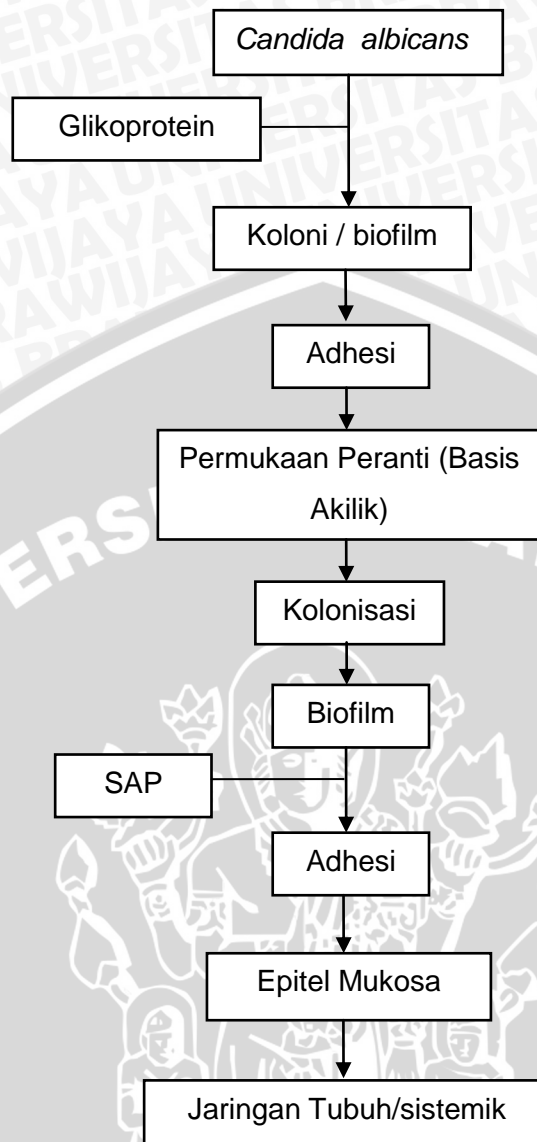 Candida albicans
Glikoprotein
Koloni / biofilm
Adhesi
Permukaan Peranti (Basis
Akilik)
Kolonisasi
Biofilm
SAP
Adhesi
Epitel Mukosa
Jaringan Tubuh/sistemik